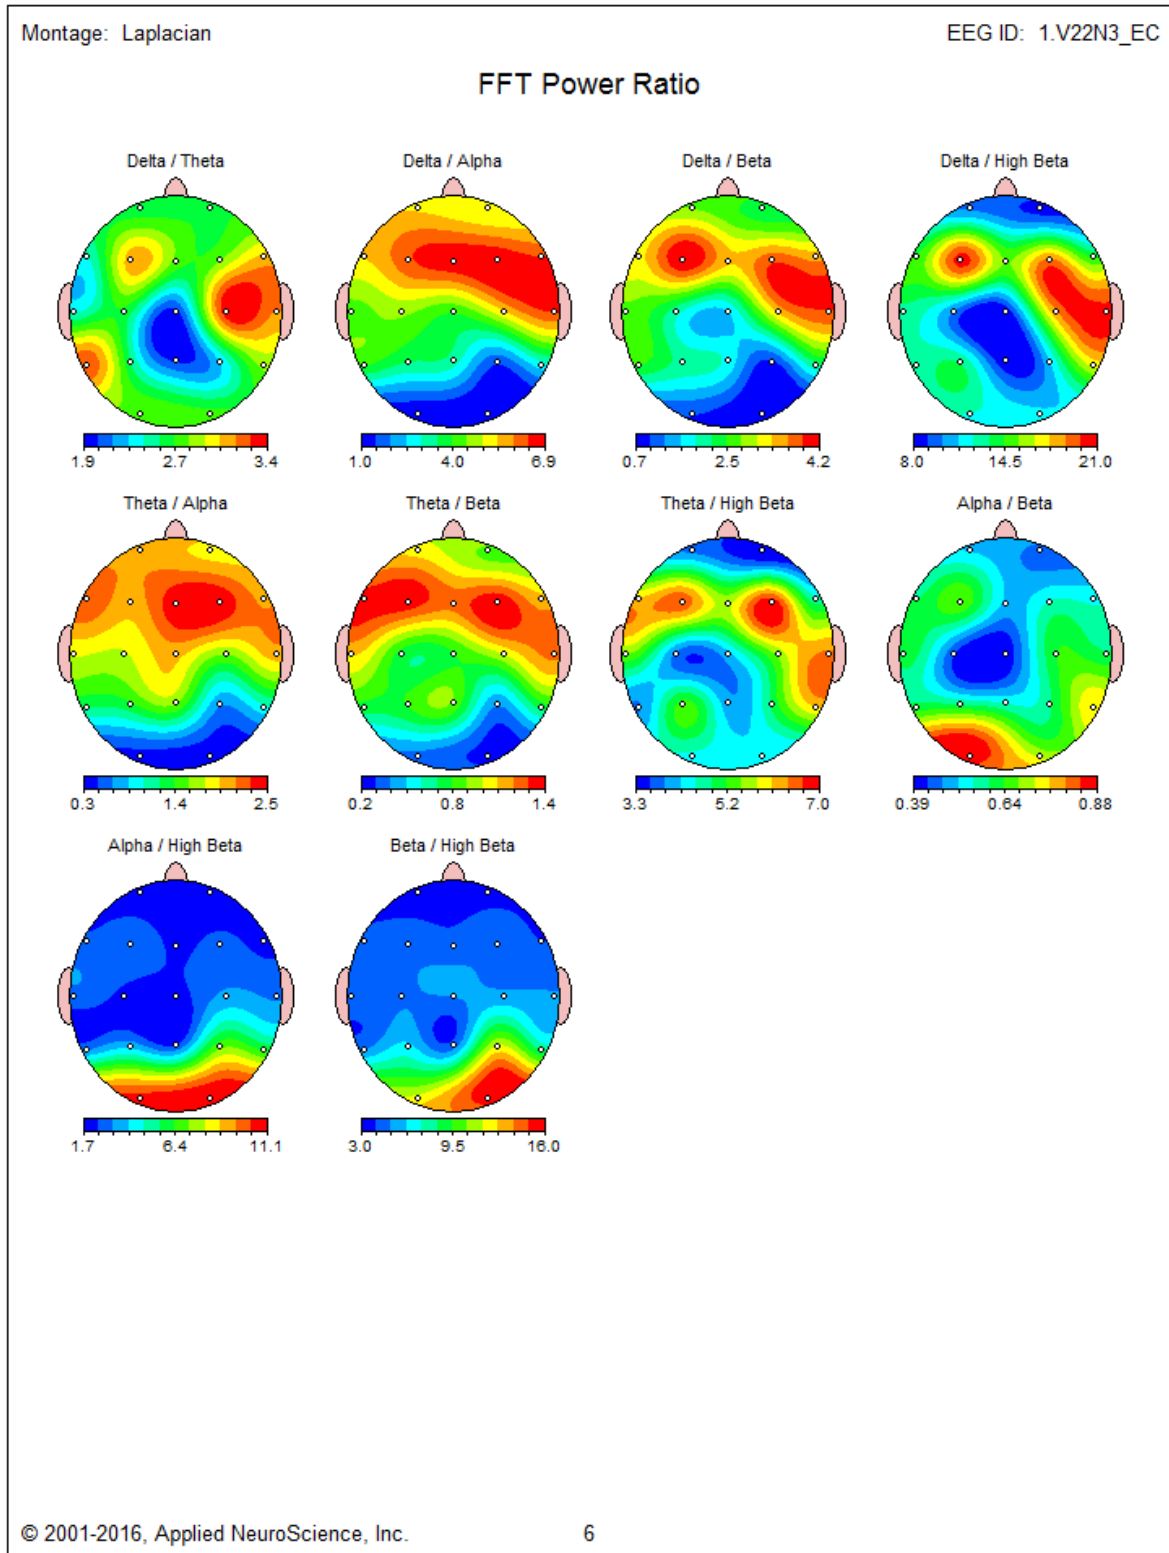 Montage: Laplacian EEG ID: 1.V22N3_EC
FFT Power Ratio
Delta / Theta Delta / Alpha Delta / Beta Delta / High Beta
1.9 2.7 3.4 1.0 4.0 6.9 0.7 2.5 4.2 8.0 14.5 21.0
Theta / Alpha Theta / Beta Theta / High Beta Alpha / Beta
0.3 1.4 2.5 0.2 0.8 1.4 3.3 5.2 7.0 0.39 0.64 0.88
Alpha / High Beta Beta / High Beta
1.7 6.4 11.1 3.0 9.5 16.0
© 2001-2016, Applied NeuroScience, Inc. 6